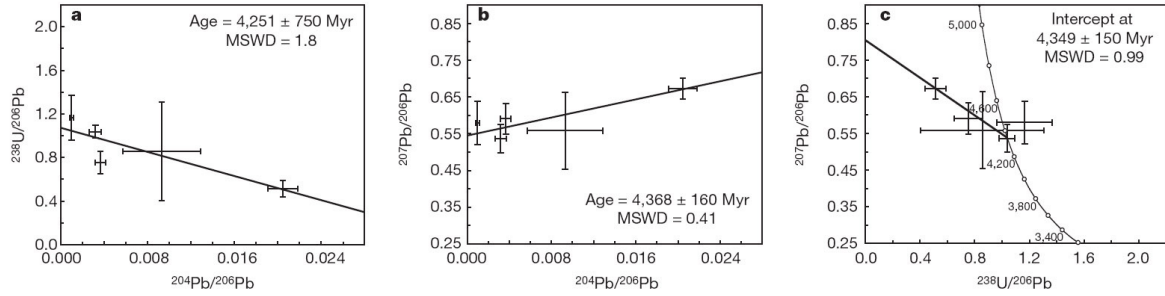 a
Age = 4,251 ± 750 Myr
MSWD = 1.8
²³⁸U/²⁰⁶Pb
2.0
1.6
1.2
0.8
0.4
0.0
0.000
0.008
0.016
0.024
²⁰⁴Pb/²⁰⁶Pb
b
²⁰⁷Pb/²⁰⁶Pb
0.85
0.75
0.65
0.55
0.45
0.35
0.25
Age = 4,368 ± 160 Myr
MSWD = 0.41
0.000
0.008
0.016
0.024
²⁰⁴Pb/²⁰⁶Pb
c
Intercept at
4,349 ± 150 Myr
MSWD = 0.99
²⁰⁷Pb/²⁰⁶Pb
0.85
0.75
0.65
0.55
0.45
0.35
0.25
5,000
4,600
4,200
3,800
3,400
0
0.4
0.8
1.2
1.6
2.0
²³⁸U/²⁰⁶Pb